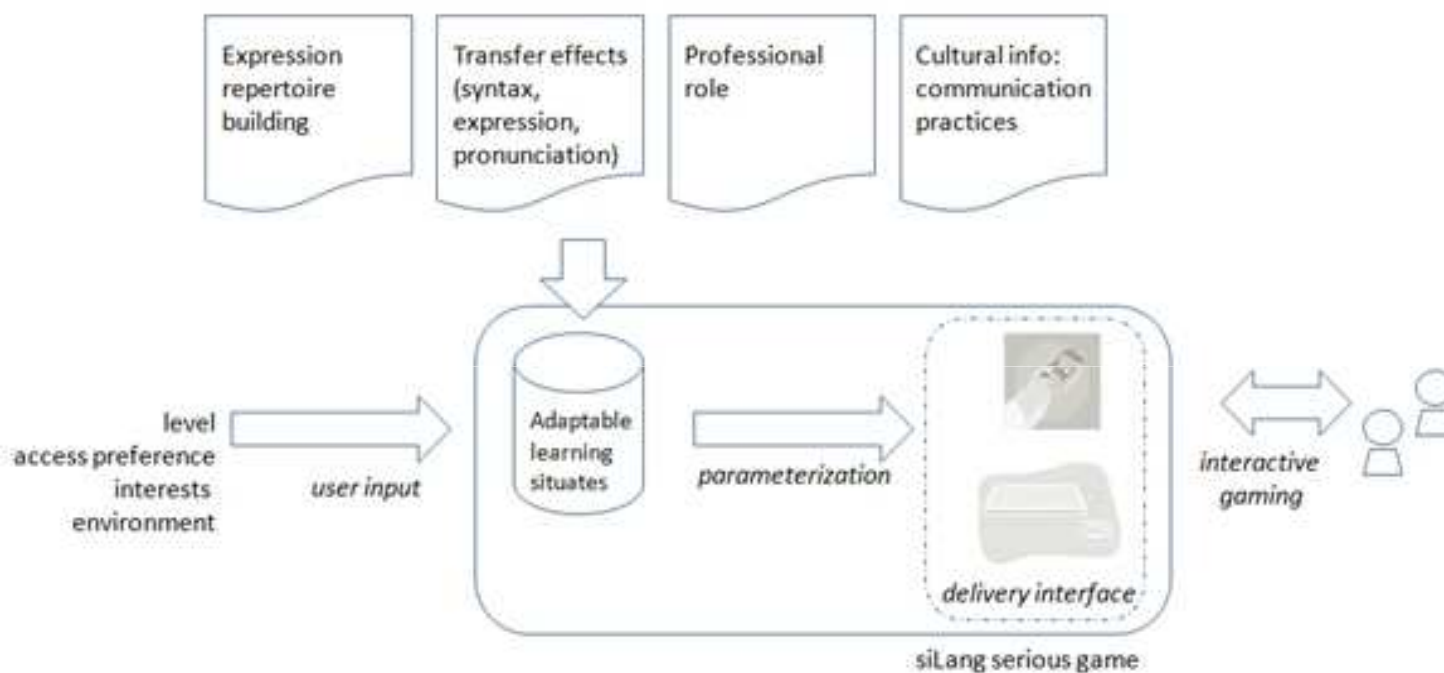 Expression
repertoire
building
Transfer effects
(syntax,
expression,
pronunciation)
Professional
role
Cultural info:
communication
practices
level
access preference
interests
environment
user input
Adaptable
learning
situates
parameterization
delivery interface
interactive
gaming
siLang serious game